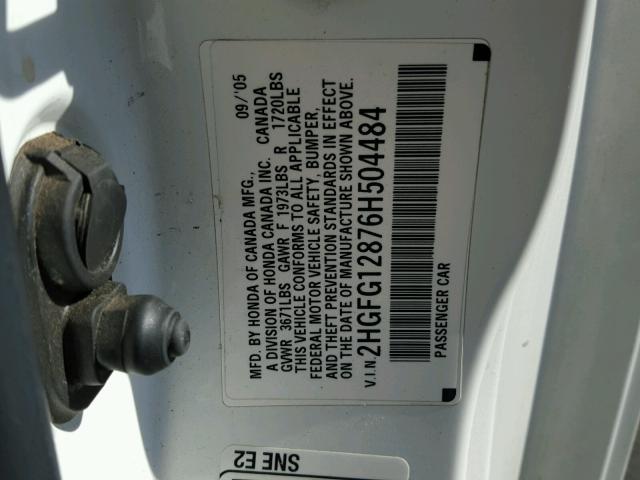 MFD. BY HONDA OF CANADA MFG., 09/'05
A DIVISION OF HONDA CANADA INC. CANADA
GVWR 3671LBS GAWR F 1973LBS R 1720LBS
THIS VEHICLE CONFORMS TO ALL APPLICABLE
FEDERAL MOTOR VEHICLE SAFETY, BUMPER,
AND THEFT PREVENTION STANDARDS IN EFFECT
ON THE DATE OF MANUFACTURE SHOWN ABOVE.
V.I.N. 2HGFG12876H504484
PASSENGER CAR
SNE E2